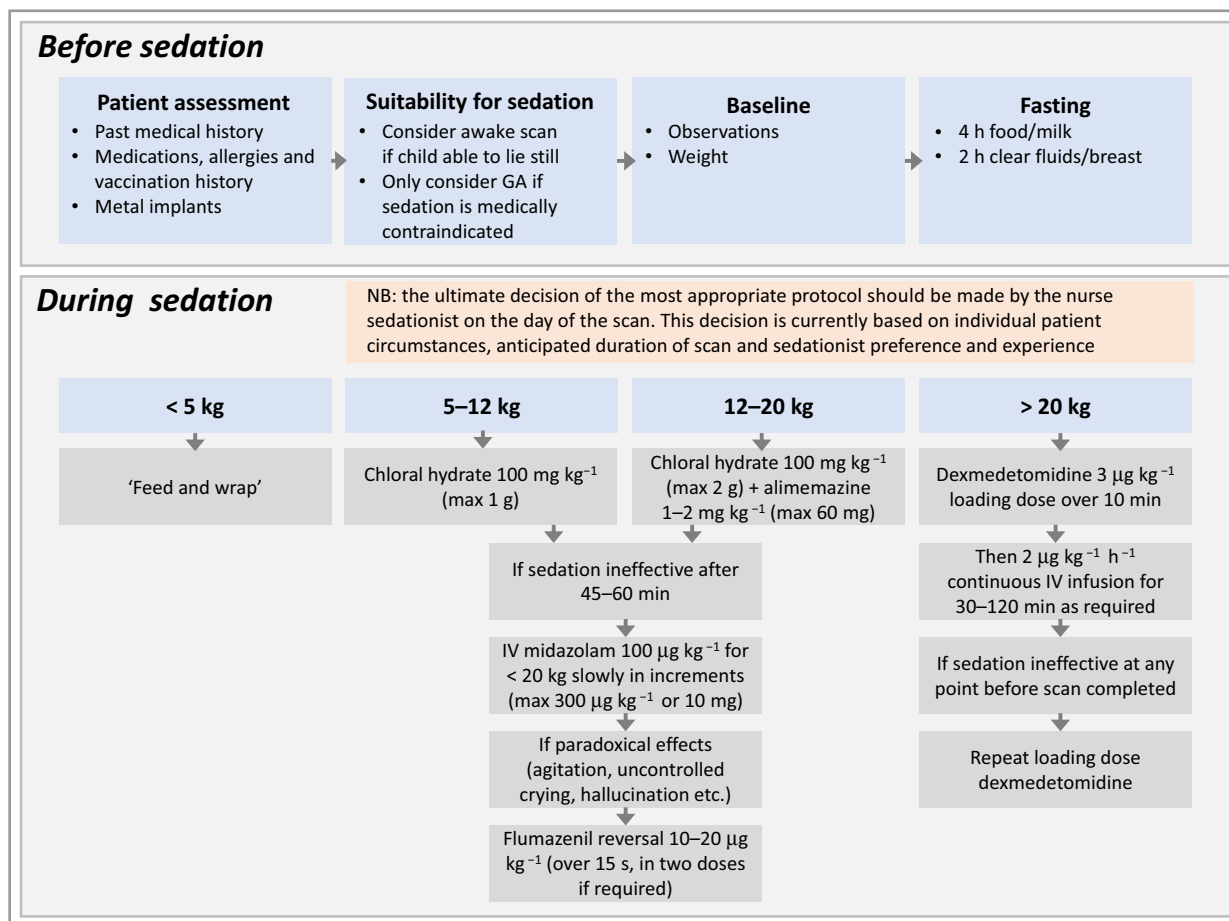 Before sedation
Patient assessment
• Past medical history
• Medications, allergies and
vaccination history
• Metal implants
Suitability for sedation
• Consider awake scan
if child able to lie still
• Only consider GA if
sedation is medically
contraindicated
Baseline
• Observations
• Weight
Fasting
• 4 h food/milk
• 2 h clear fluids/breast
During sedation
NB: the ultimate decision of the most appropriate protocol should be made by the nurse
sedationist on the day of the scan. This decision is currently based on individual patient
circumstances, anticipated duration of scan and sedationist preference and experience
< 5 kg
‘Feed and wrap’
5–12 kg
Chloral hydrate 100 mg kg⁻¹
(max 1 g)
12–20 kg
Chloral hydrate 100 mg kg⁻¹
(max 2 g) + alimemazine
1–2 mg kg⁻¹ (max 60 mg)
If sedation ineffective after
45–60 min
IV midazolam 100 µg kg⁻¹ for
< 20 kg slowly in increments
(max 300 µg kg⁻¹ or 10 mg)
If paradoxical effects
(agitation, uncontrolled
crying, hallucination etc.)
Flumazenil reversal 10–20 µg
kg⁻¹ (over 15 s, in two doses
if required)
> 20 kg
Dexmedetomidine 3 µg kg⁻¹
loading dose over 10 min
Then 2 µg kg⁻¹ h⁻¹
continuous IV infusion for
30–120 min as required
If sedation ineffective at any
point before scan completed
Repeat loading dose
dexmedetomidine